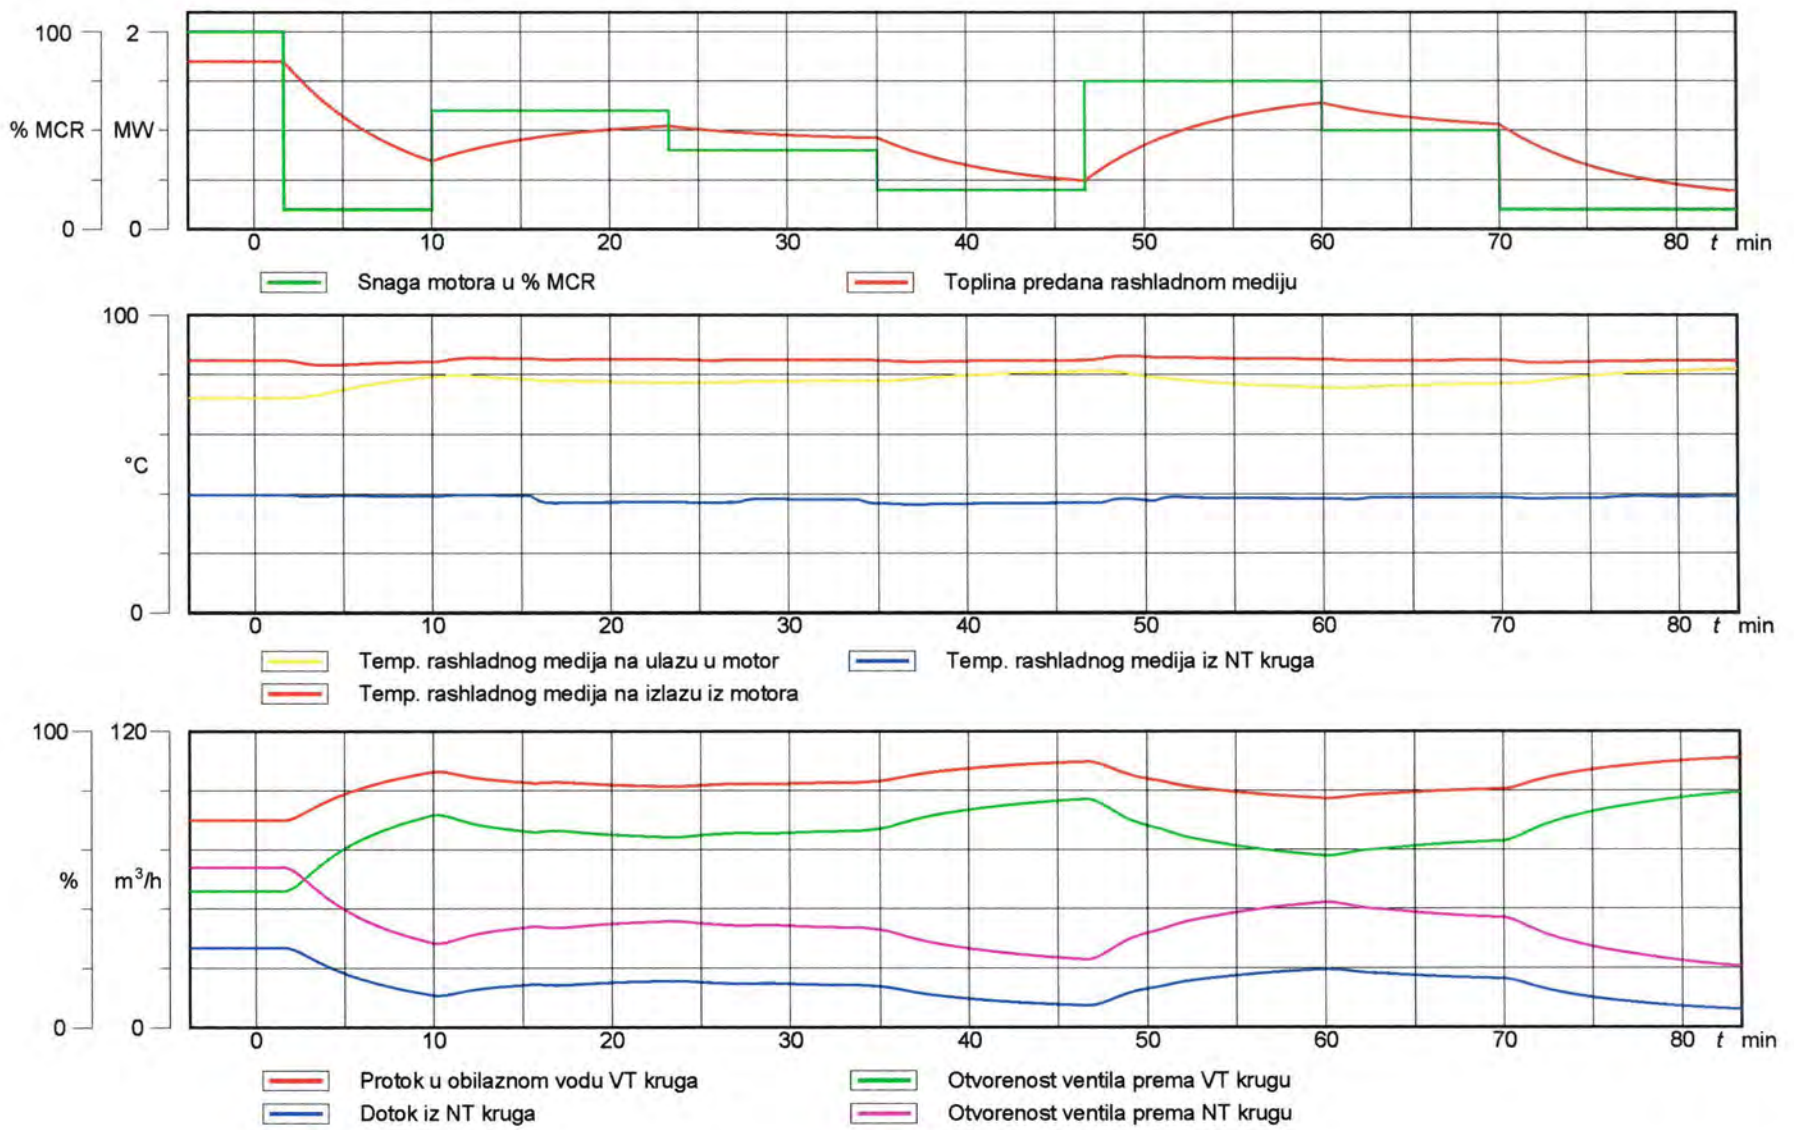 100 2
% MCR MW
0 0
0 10 20 30 40 50 60 70 80 t min
Snaga motora u % MCR Toplina predana rashladnom mediju
100
°C
0
0 10 20 30 40 50 60 70 80 t min
Temp. rashladnog medija na ulazu u motor Temp. rashladnog medija iz NT kruga
Temp. rashladnog medija na izlazu iz motora
100 120
% m³/h
0 0
0 10 20 30 40 50 60 70 80 t min
Protok u obilaznom vodu VT kruga Otvorenost ventila prema VT krugu
Dotok iz NT kruga Otvorenost ventila prema NT krugu